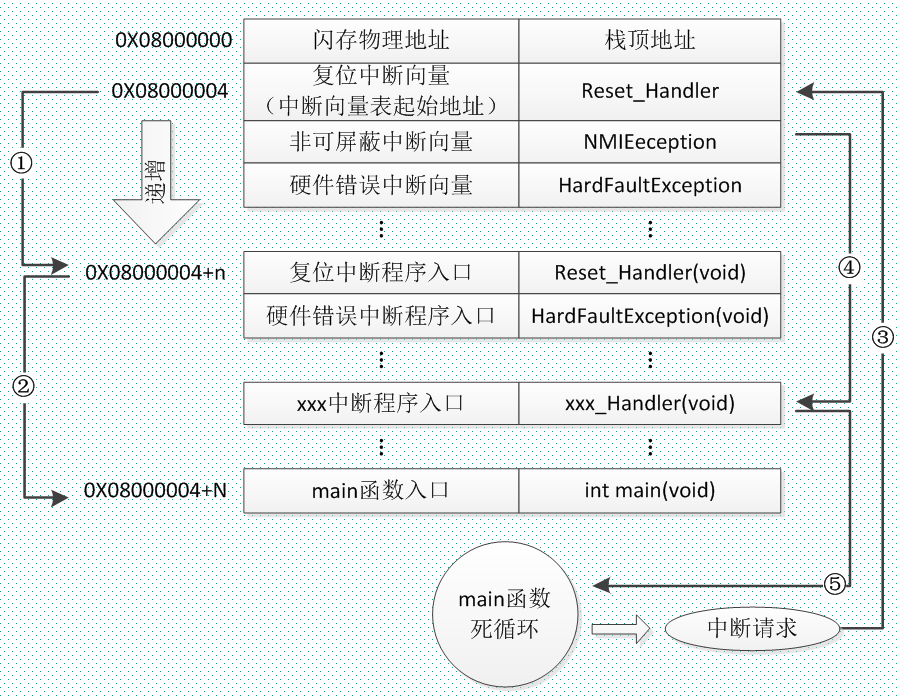 0X08000000 闪存物理地址 栈顶地址
0X08000004 复位中断向量
(中断向量表起始地址) Reset_Handler
非可屏蔽中断向量 NMIEeception
硬件错误中断向量 HardFaultException
①
递增
⋮ ⋮
0X08000004+n 复位中断程序入口 Reset_Handler(void)
硬件错误中断程序入口 HardFaultException(void)
④
③
⋮ ⋮
②
xxx中断程序入口 xxx_Handler(void)
⋮ ⋮
0X08000004+N main函数入口 int main(void)
⑤
main函数
死循环
中断请求